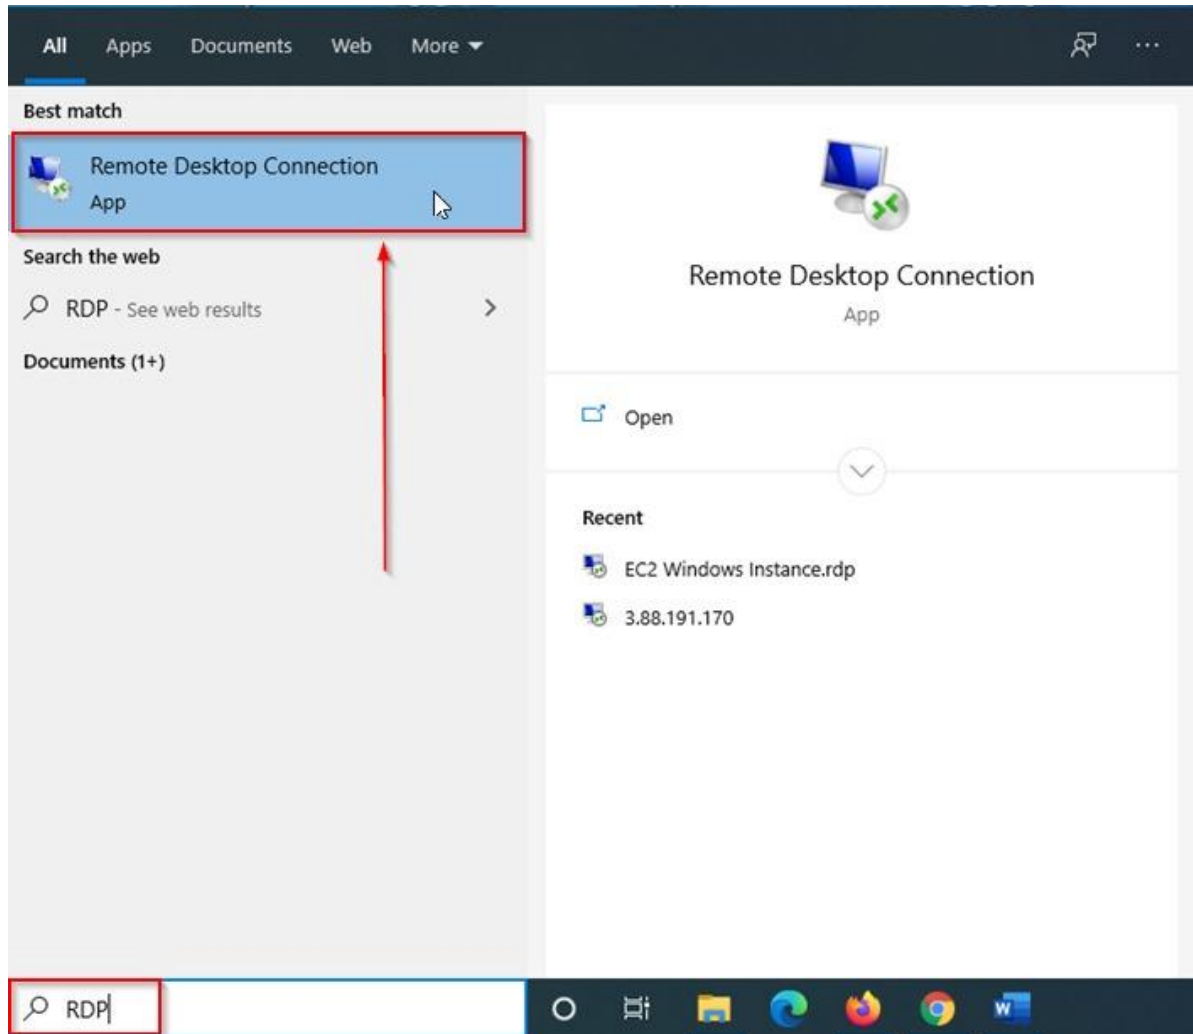 All Apps Documents Web More
Best match
Remote Desktop Connection
App
Search the web
RDP - See web results
Documents (1+)
Remote Desktop Connection
App
Open
Recent
EC2 Windows Instance.rdp
3.88.191.170
RDP
W